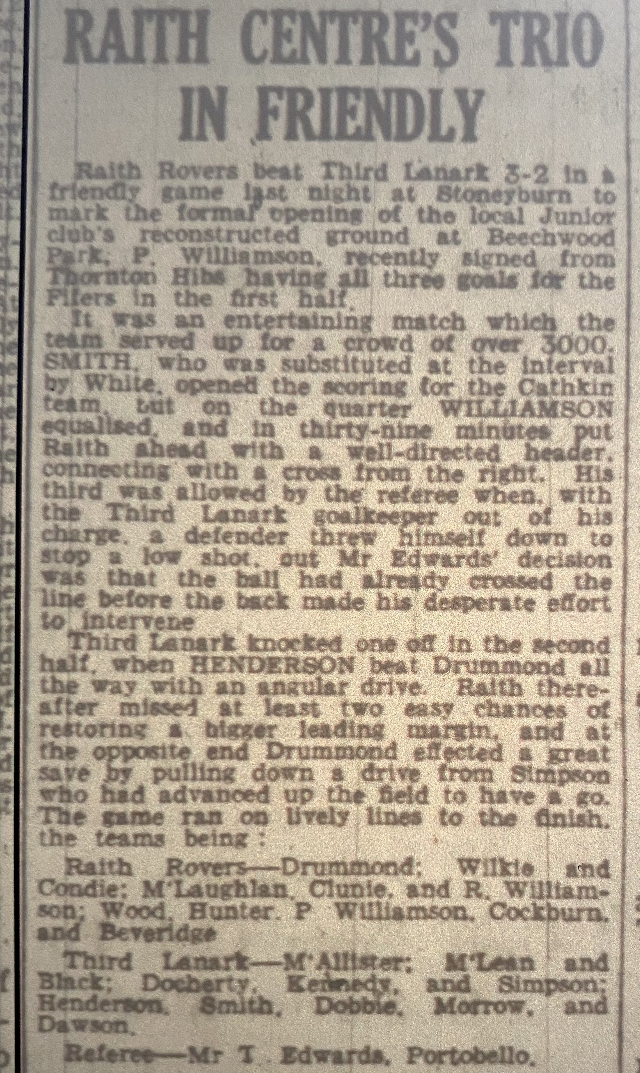 RAITH CENTRE'S TRIO
IN FRIENDLY
Raith Rovers beat Third Lanark 3-2 in a
friendly game last night at Stoneyburn to
mark the formal opening of the local Junior
club's reconstructed ground at Beechwood
Park, P. Williamson, recently signed from
Thornton Hibs having all three goals for the
Fifers in the first half.
It was an entertaining match which the
team served up for a crowd of over 3000.
SMITH, who was substituted at the interval
by White, opened the scoring for the Cathkin
team, but on the quarter WILLIAMSON
equalised, and in thirty-nine minutes put
Raith ahead with a well-directed header,
connecting with a cross from the right. His
third was allowed by the referee when, with
the Third Lanark goalkeeper out of his
charge, a defender threw himself down to
stop a low shot, out Mr Edwards' decision
was that the ball had already crossed the
line before the back made his desperate effort
to intervene
Third Lanark knocked one off in the second
half, when HENDERSON beat Drummond all
the way with an angular drive. Raith there-
after missed at least two easy chances of
restoring a bigger leading margin, and at
the opposite end Drummond effected a great
save by pulling down a drive from Simpson
who had advanced up the field to have a go.
The game ran on lively lines to the finish,
the teams being :
Raith Rovers—Drummond; Wilkie and
Condie; M'Laughlan, Clunie, and R. William-
son; Wood, Hunter, P Williamson, Cockburn,
and Beveridge
Third Lanark—M'Allister; M'Lean and
Black; Docherty, Kennedy, and Simpson;
Henderson, Smith, Dobbie, Morrow, and
Dawson.
Referee—Mr T. Edwards, Portobello.